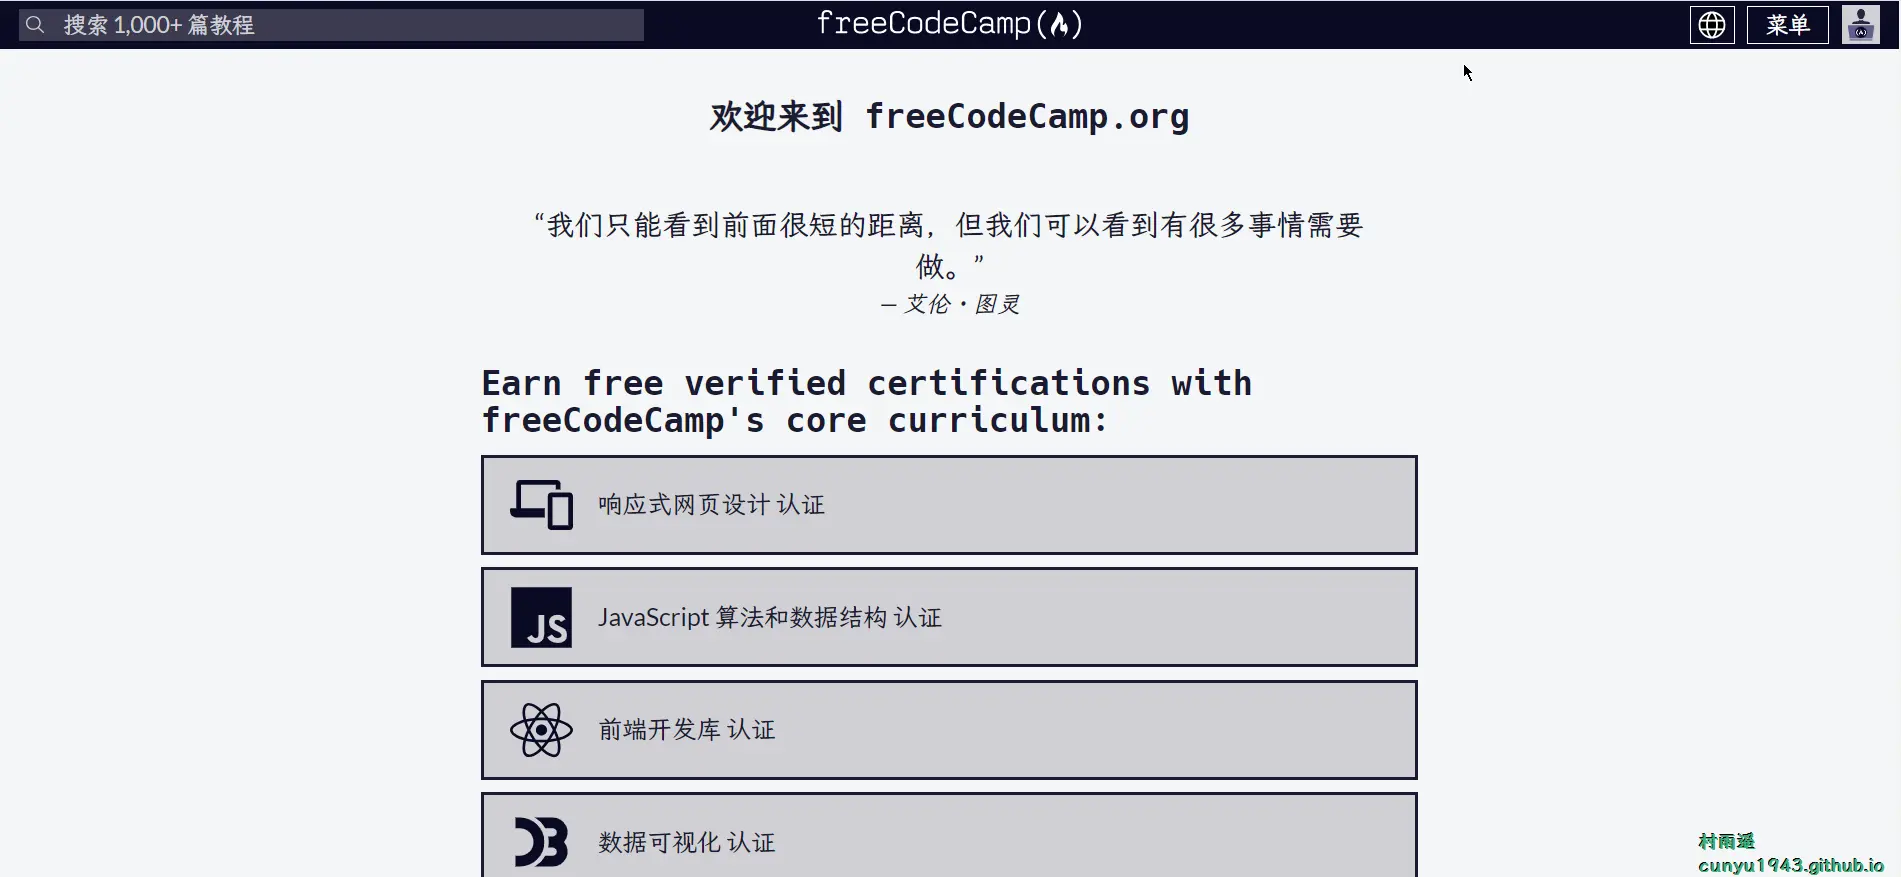 搜索 1,000+ 篇教程
freeCodeCamp(🔥)
菜单
欢迎来到 freeCodeCamp.org
“我们只能看到前面很短的距离，但我们可以看到有很多事情需要
做。”
— 艾伦·图灵
Earn free verified certifications with
freeCodeCamp's core curriculum:
响应式网页设计 认证
JS
JavaScript 算法和数据结构 认证
前端开发库 认证
数据可视化 认证
村雨遥
cunyu1943.github.io